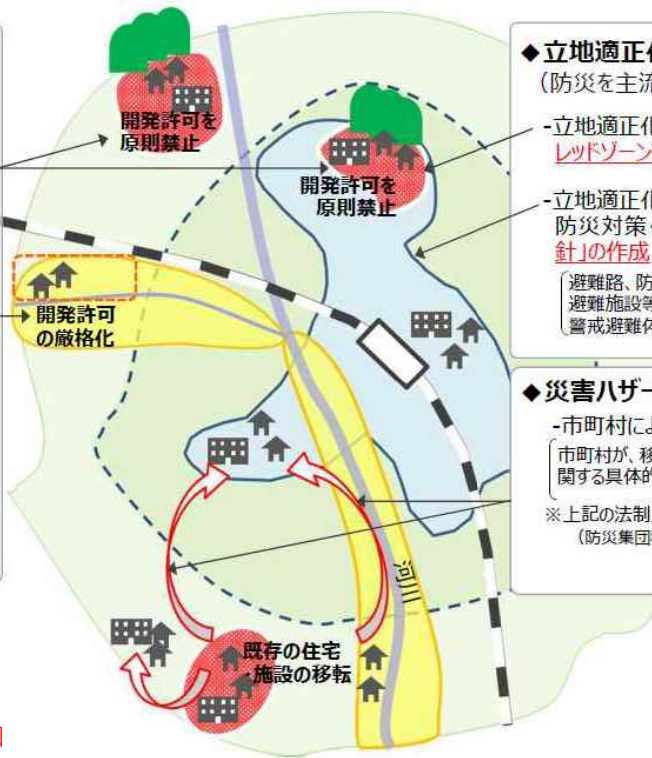 開発許可を
原則禁止
開発許可を
原則禁止
開発許可
の厳格化
河川
既存の住宅
・施設の移転
◆立地適正化
（防災を主流
-立地適正化
レッドゾーン
-立地適正化
防災対策・
針」の作成
避難路、防
避難施設等
警戒避難体
◆災害ハザー
-市町村によ
市町村が、移
関する具体的
※上記の法制
（防災集団